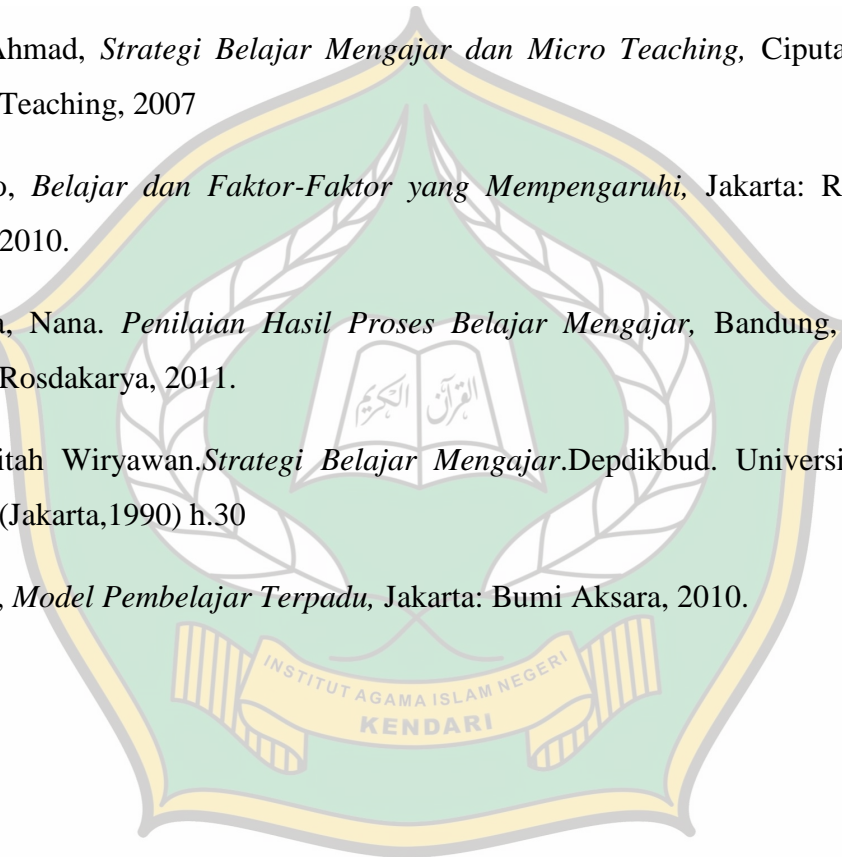 Ahmad, Strategi Belajar Mengajar dan Micro Teaching, Ciputa
Teaching, 2007
o, Belajar dan Faktor-Faktor yang Mempengaruhi, Jakarta: R
2010.
a, Nana. Penilaian Hasil Proses Belajar Mengajar, Bandung,
Rosdakarya, 2011.
القرآن الكريم
itah Wiryawan.Strategi Belajar Mengajar.Depdikbud. Universi
(Jakarta,1990) h.30
, Model Pembelajar Terpadu, Jakarta: Bumi Aksara, 2010.
INSTITUT AGAMA ISLAM NEGERI
KENDARI